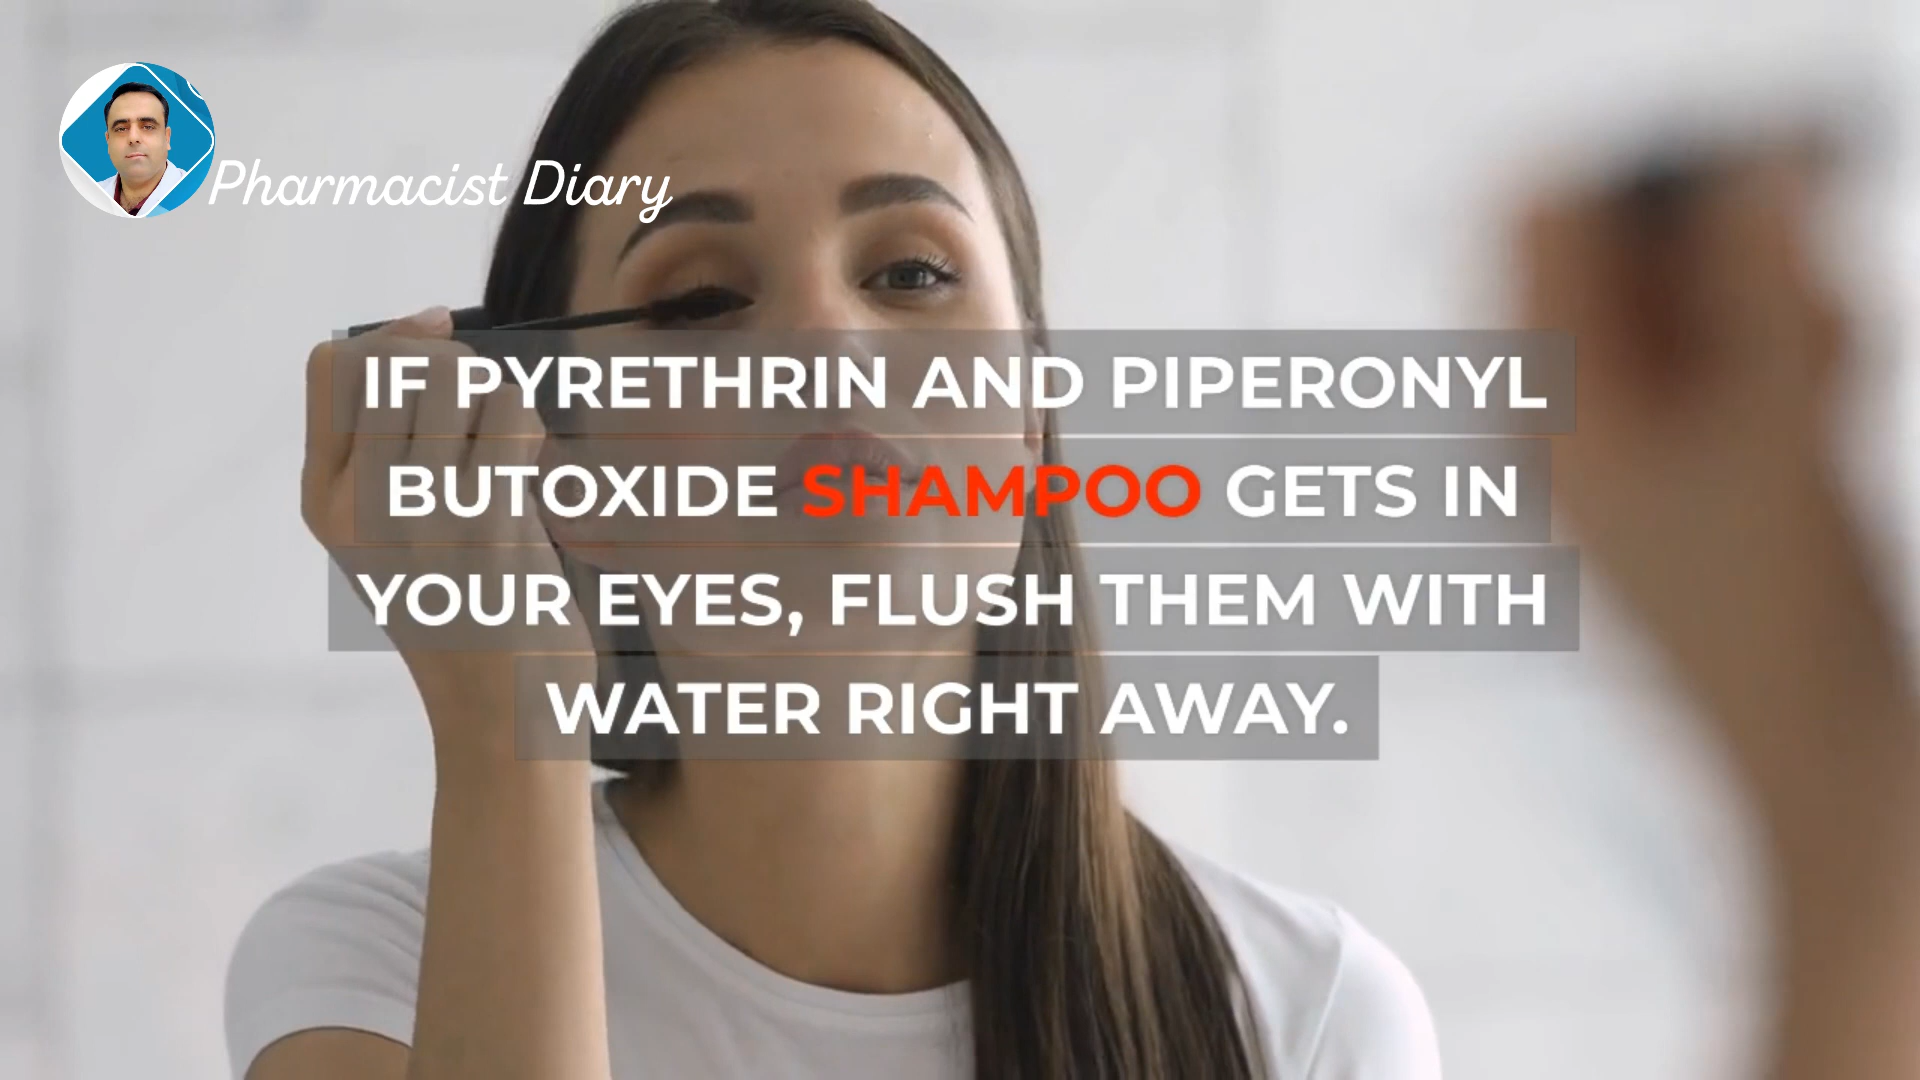 Pharmacist Diary
IF PYRETHRIN AND PIPERONYL
BUTOXIDE SHAMPOO GETS IN
YOUR EYES, FLUSH THEM WITH
WATER RIGHT AWAY.